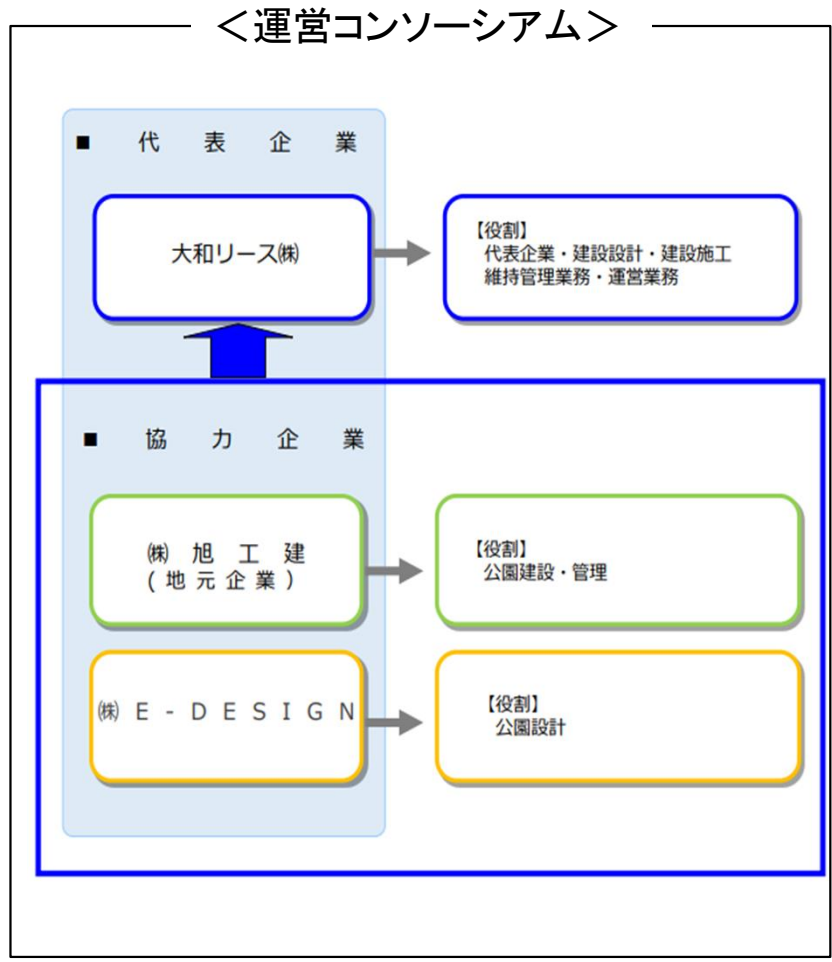 ＜運営コンソーシアム＞
■ 代表企業
大和リース㈱
【役割】
代表企業・建設設計・建設施工
維持管理業務・運営業務
■ 協力企業
㈱旭工建
(地元企業)
【役割】
公園建設・管理
㈱E-DESIGN
【役割】
公園設計